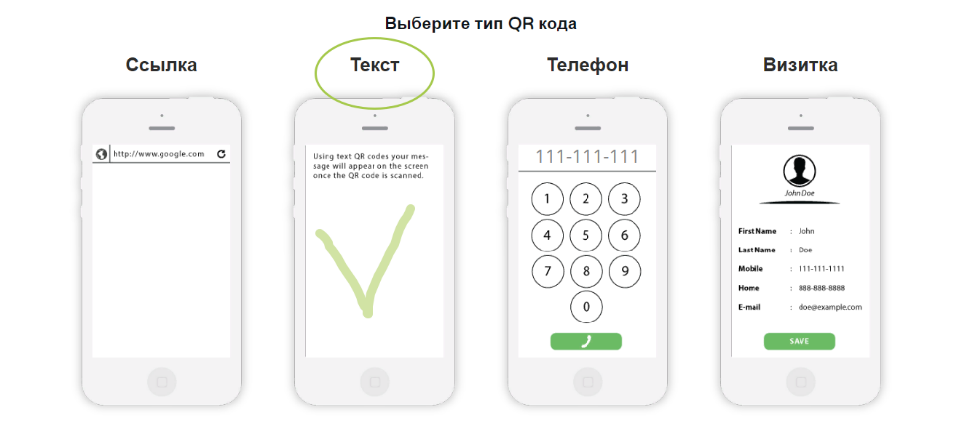 Выберите тип QR кода
Ссылка
Текст
Телефон
Визитка
http://www.google.com
Using text QR codes your mes-
sage will appear on the screen
once the QR code is scanned.
111-111-111
1 2 3
4 5 6
7 8 9
0
JohnDoe
First Name : John
Last Name : Doe
Mobile : 111-111-1111
Home : 888-888-8888
E-mail : doe@example.com
SAVE